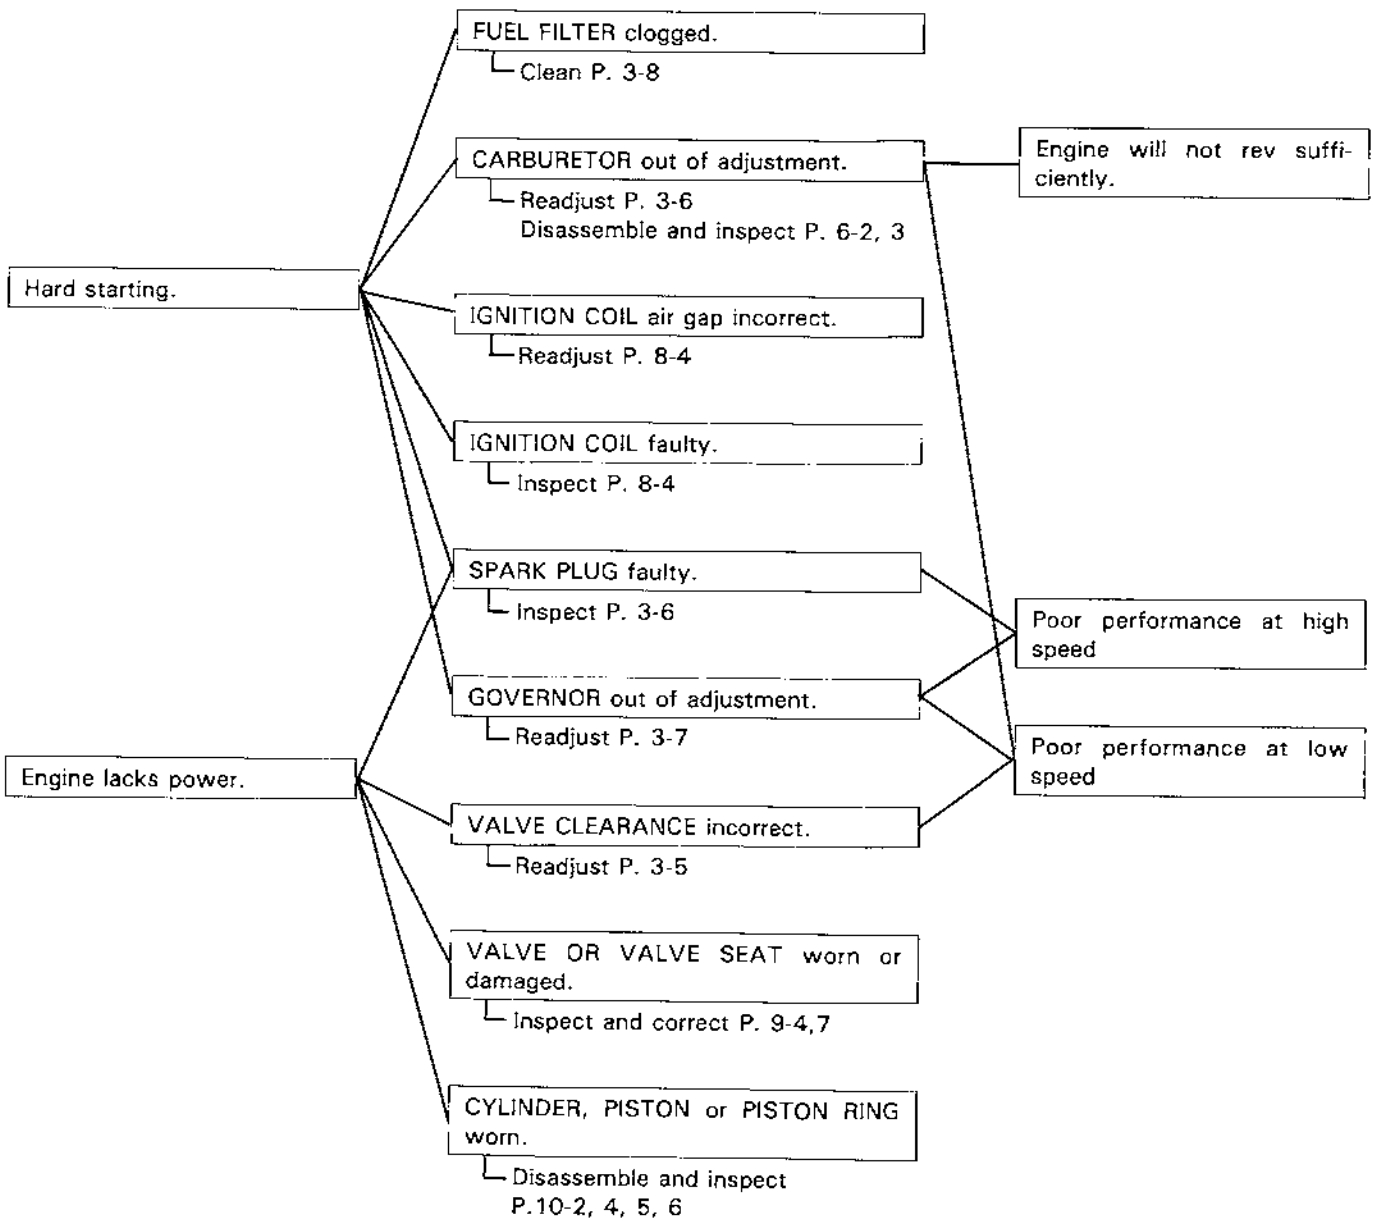 FUEL FILTER clogged.
Clean P. 3-8
CARBURETOR out of adjustment.
Readjust P. 3-6
Disassemble and inspect P. 6-2, 3
Engine will not rev suffi-
ciently.
Hard starting.
IGNITION COIL air gap incorrect.
Readjust P. 8-4
IGNITION COIL faulty.
Inspect P. 8-4
SPARK PLUG faulty.
Inspect P. 3-6
Poor performance at high
speed
GOVERNOR out of adjustment.
Readjust P. 3-7
Poor performance at low
speed
Engine lacks power.
VALVE CLEARANCE incorrect.
Readjust P. 3-5
VALVE OR VALVE SEAT worn or
damaged.
Inspect and correct P. 9-4,7
CYLINDER, PISTON or PISTON RING
worn.
Disassemble and inspect
P.10-2, 4, 5, 6